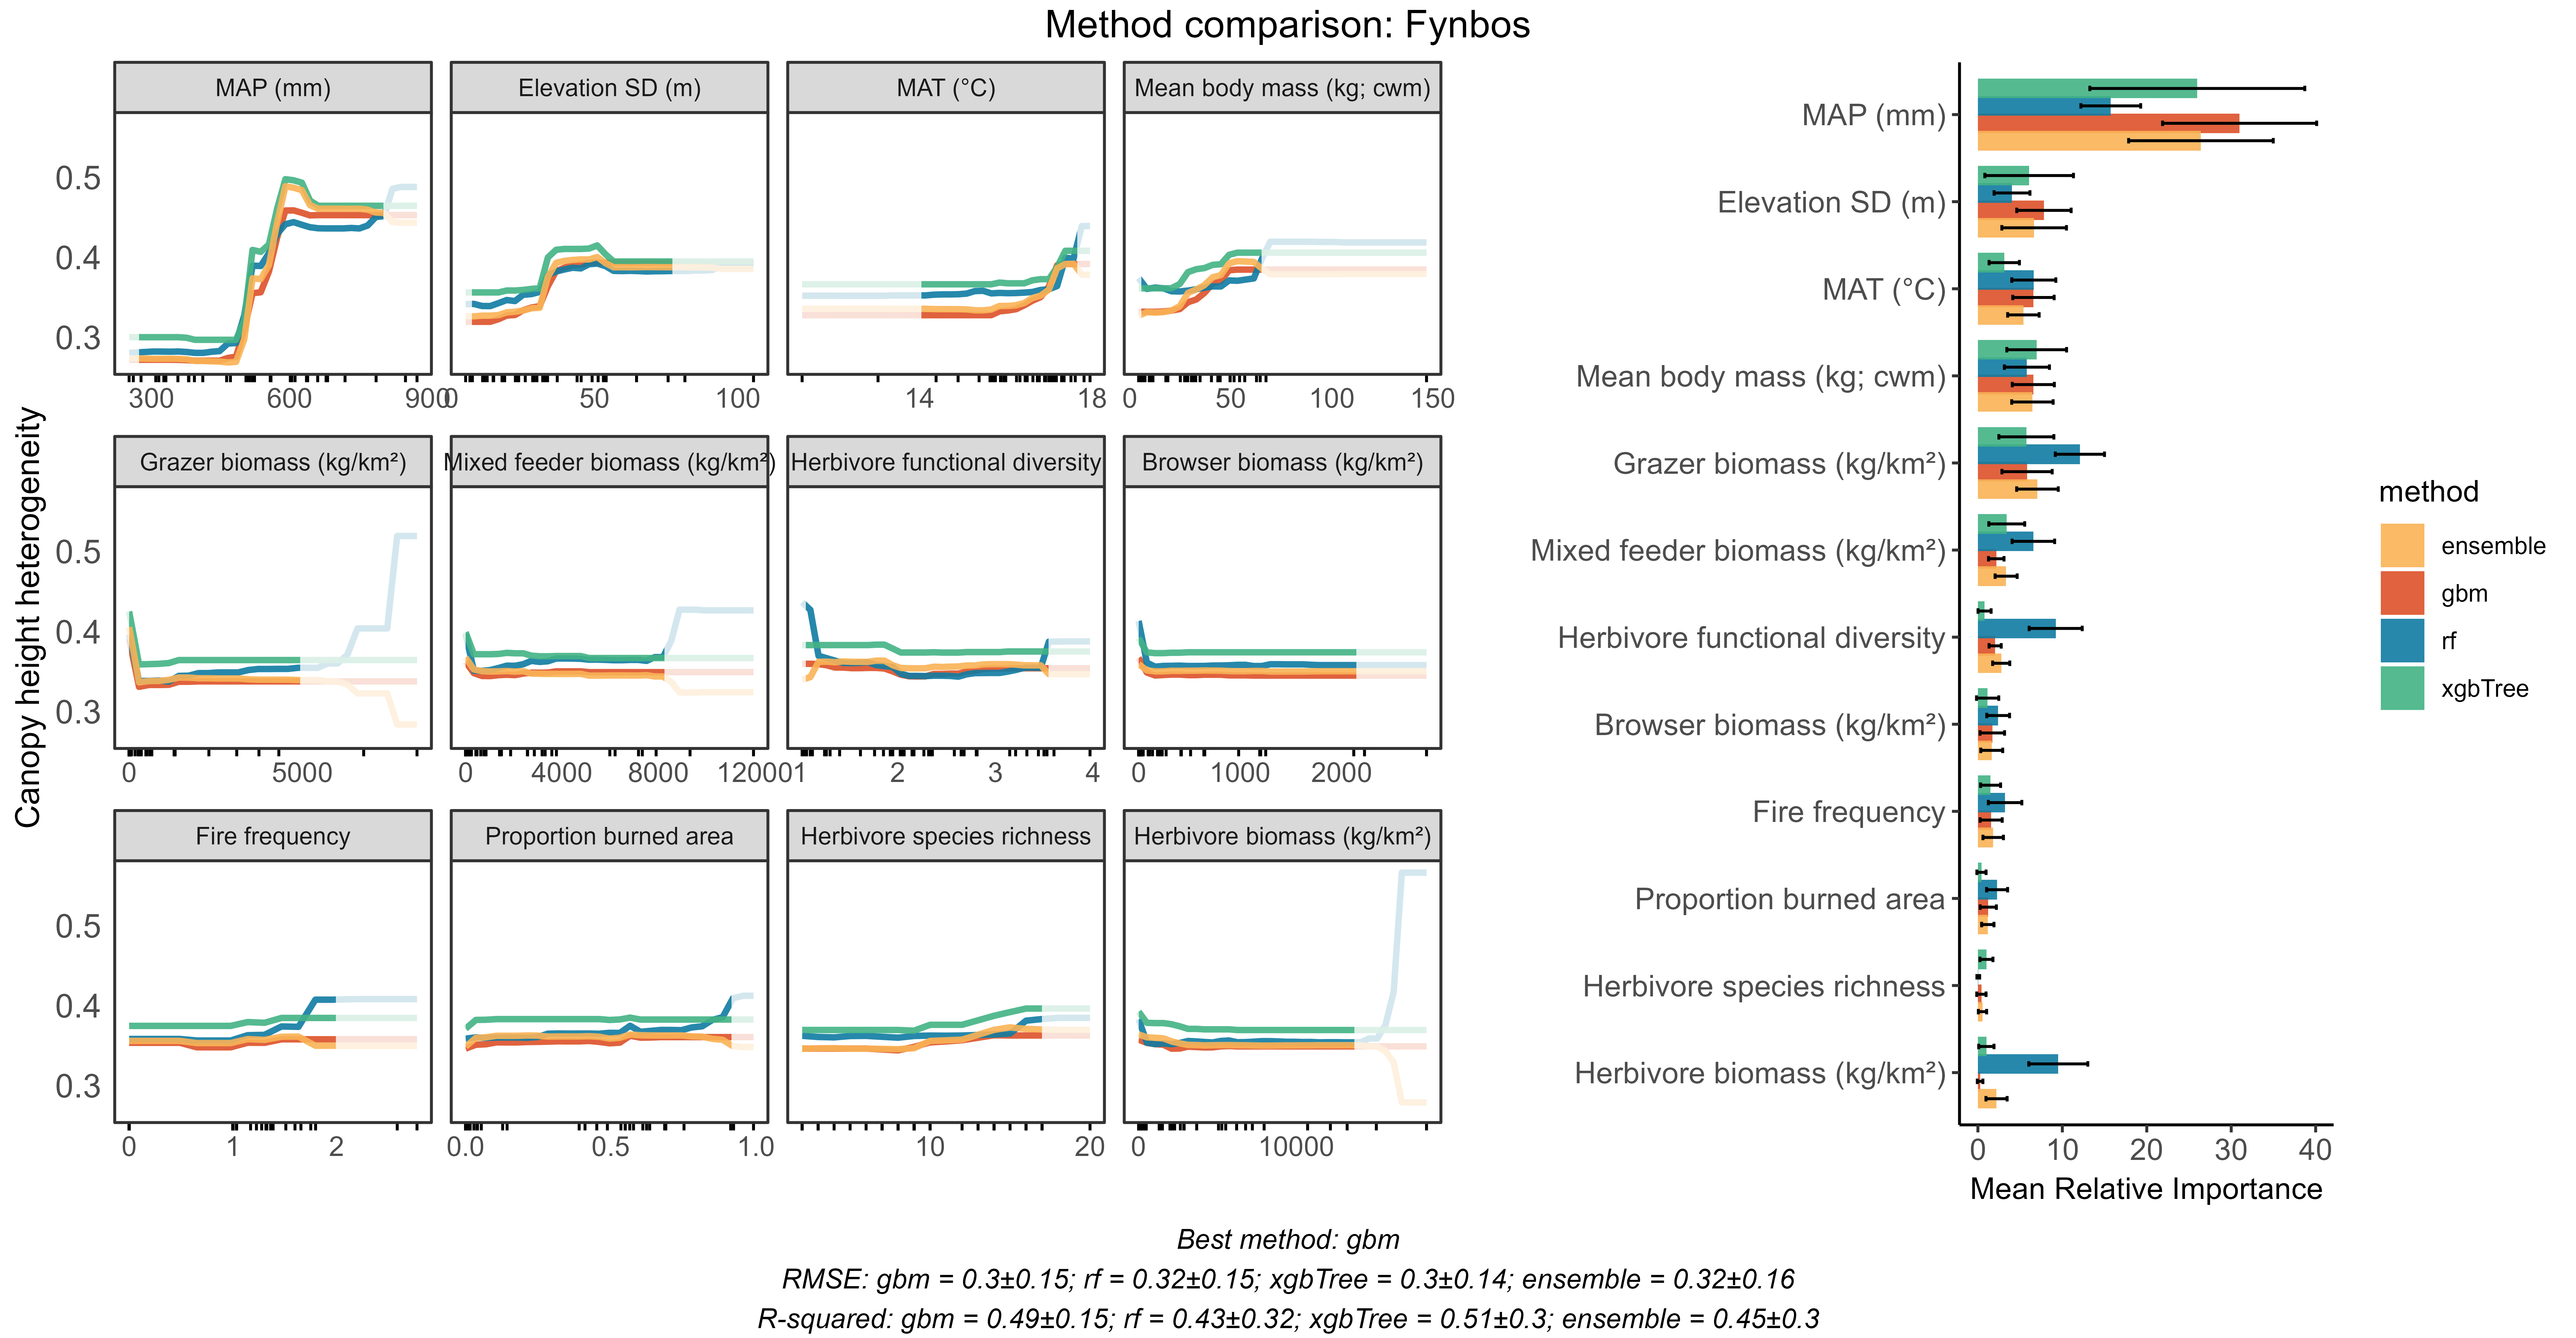 Method comparison: Fynbos
MAP (mm)
Elevation SD (m)
MAT (°C)
Mean body mass (kg; cwm)
0.5
0.4
0.3
300
600
900
0
50
100
14
18
0
50
100
150
Canopy height heterogeneity
Grazer biomass (kg/km²)
Mixed feeder biomass (kg/km²)
Herbivore functional diversity
Browser biomass (kg/km²)
0.5
0.4
0.3
0
5000
0
4000
8000
12000
1
2
3
4
0
1000
2000
Fire frequency
Proportion burned area
Herbivore species richness
Herbivore biomass (kg/km²)
0.5
0.4
0.3
0
1
2
0.0
0.5
1.0
10
20
0
10000
MAP (mm)
Elevation SD (m)
MAT (°C)
Mean body mass (kg; cwm)
Grazer biomass (kg/km²)
Mixed feeder biomass (kg/km²)
Herbivore functional diversity
Browser biomass (kg/km²)
Fire frequency
Proportion burned area
Herbivore species richness
Herbivore biomass (kg/km²)
0
10
20
30
40
Mean Relative Importance
method
ensemble
gbm
rf
xgbTree
Best method: gbm
RMSE: gbm = 0.3±0.15; rf = 0.32±0.15; xgbTree = 0.3±0.14; ensemble = 0.32±0.16
R-squared: gbm = 0.49±0.15; rf = 0.43±0.32; xgbTree = 0.51±0.3; ensemble = 0.45±0.3